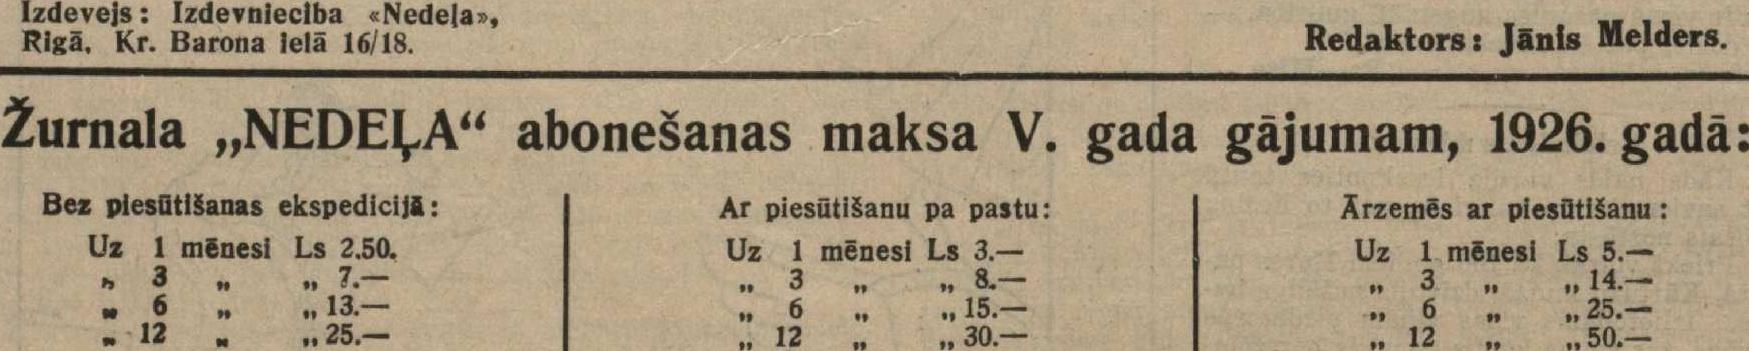 Izdevejs: Izdevniecība «Nedeļa»,
Rigā, Kr. Barona ielā 16/18.
Redaktors: Jānis Melders.
Žurnala „NEDEĻA“ abonešanas maksa V. gada gājumam, 1926. gadā:
Bez piesūtišanas ekspedicijā:
Uz 1 mēnesi Ls 2.50.
„ 3 „ „ 7.—
„ 6 „ „ 13.—
„ 12 „ „ 25.—
Ar piesūtišanu pa pastu:
Uz 1 mēnesi Ls 3.—
„ 3 „ „ 8.—
„ 6 „ „ 15.—
„ 12 „ „ 30.—
Ārzemēs ar piesūtišanu:
Uz 1 mēnesi Ls 5.—
„ 3 „ „ 14.—
„ 6 „ „ 25.—
„ 12 „ „ 50.—